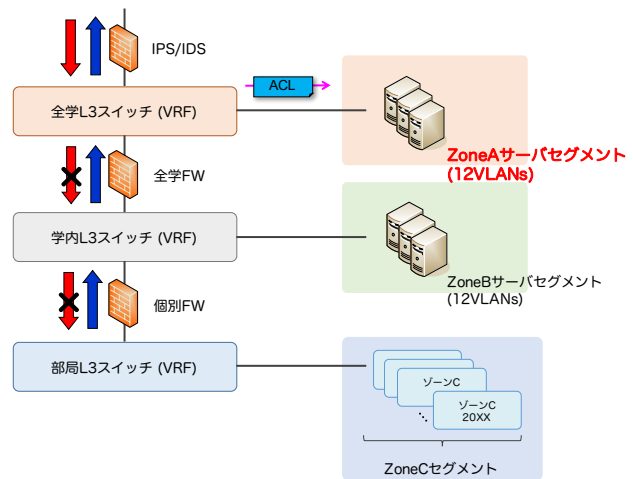 IPS/IDS
ACL
全学L3スイッチ (VRF)
ZoneAサーバセグメント
(12VLANs)
全学FW
学内L3スイッチ (VRF)
ZoneBサーバセグメント
(12VLANs)
個別FW
部局L3スイッチ (VRF)
ゾーンC
ゾーンC
20XX
ZoneCセグメント